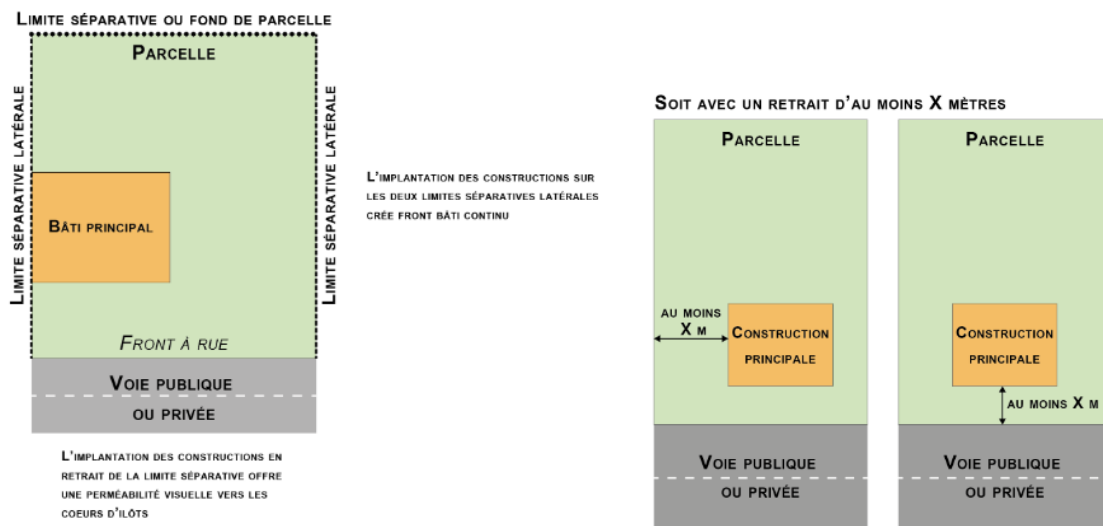 LIMITE SÉPARATIVE OU FOND DE PARCELLE
PARCELLE
LIMITE SÉPARATIVE LATÉRALE
LIMITE SÉPARATIVE LATÉRALE
BÂTI PRINCIPAL
FRONT À RUE
VOIE PUBLIQUE
OU PRIVÉE
L'IMPLANTATION DES CONSTRUCTIONS EN
RETRAIT DE LA LIMITE SÉPARATIVE OFFRE
UNE PERMÉABILITÉ VISUELLE VERS LES
COEURS D'ILÔTS
L'IMPLANTATION DES CONSTRUCTIONS SUR
LES DEUX LIMITES SÉPARATIVES LATÉRALES
CRÉE FRONT BÂTI CONTINU
SOIT AVEC UN RETRAIT D'AU MOINS X MÈTRES
PARCELLE
AU MOINS
X M
CONSTRUCTION
PRINCIPALE
VOIE PUBLIQUE
OU PRIVÉE
PARCELLE
CONSTRUCTION
PRINCIPALE
AU MOINS X M
VOIE PUBLIQUE
OU PRIVÉE